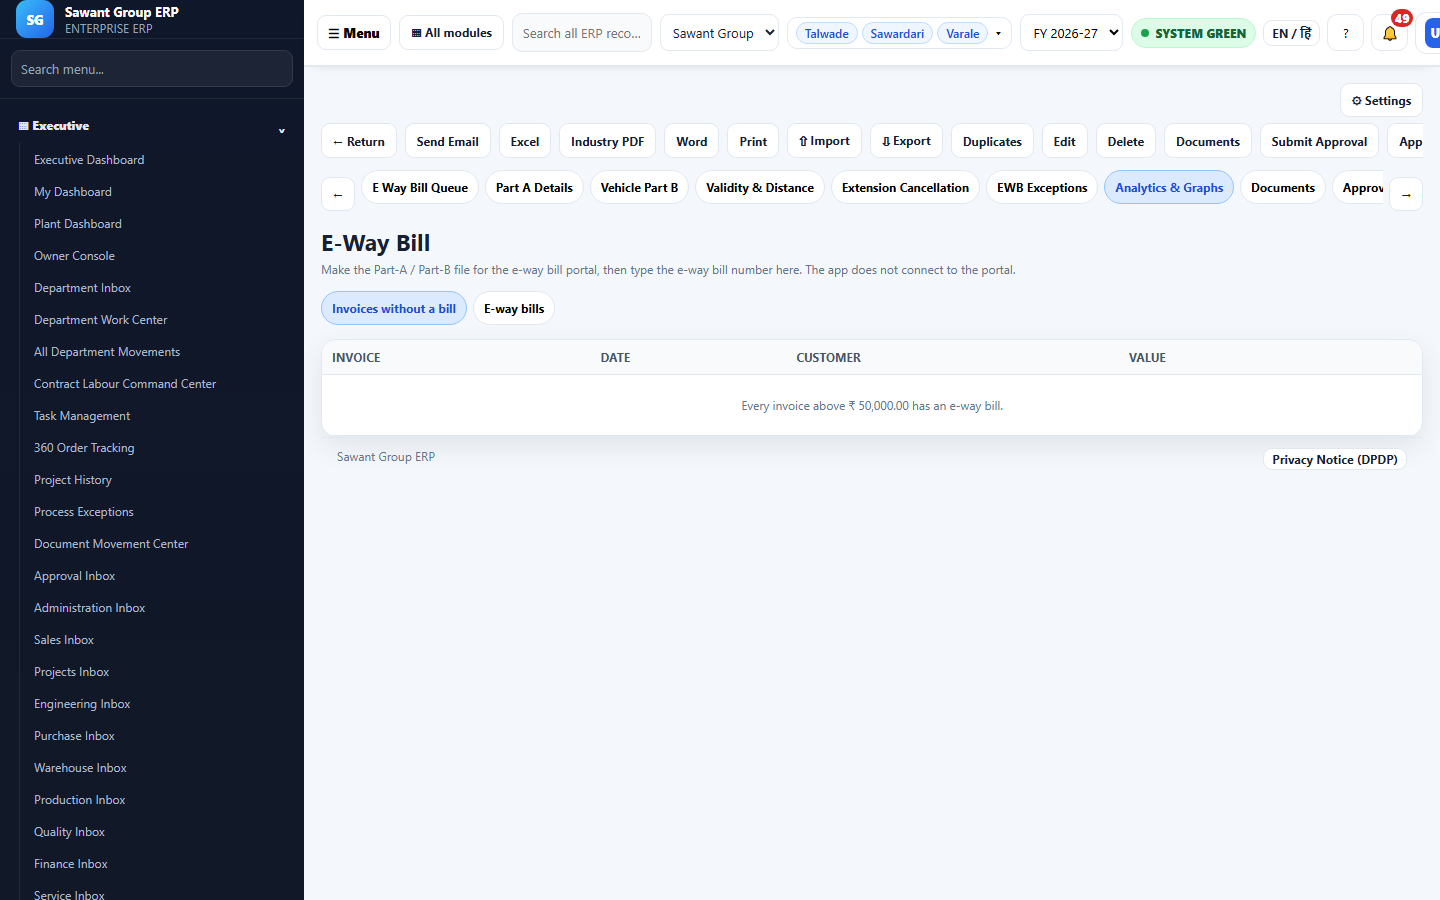 SG
Sawant Group ERP
ENTERPRISE ERP
Search menu...
Executive
Executive Dashboard
My Dashboard
Plant Dashboard
Owner Console
Department Inbox
Department Work Center
All Department Movements
Contract Labour Command Center
Task Management
360 Order Tracking
Project History
Process Exceptions
Document Movement Center
Approval Inbox
Administration Inbox
Sales Inbox
Projects Inbox
Engineering Inbox
Purchase Inbox
Warehouse Inbox
Production Inbox
Quality Inbox
Finance Inbox
Service Inbox
☰ Menu
All modules
Search all ERP reco...
Sawant Group
Talwade Sawardari Varale
FY 2026-27
SYSTEM GREEN
EN / हिं
?
49
U
⚙ Settings
← Return Send Email Excel Industry PDF Word Print ⇧ Import ⇩ Export Duplicates Edit Delete Documents Submit Approval App
← E Way Bill Queue Part A Details Vehicle Part B Validity & Distance Extension Cancellation EWB Exceptions Analytics & Graphs Documents Approv →
E-Way Bill
Make the Part-A / Part-B file for the e-way bill portal, then type the e-way bill number here. The app does not connect to the portal.
Invoices without a bill E-way bills
INVOICE DATE CUSTOMER VALUE
Every invoice above ₹ 50,000.00 has an e-way bill.
Sawant Group ERP
Privacy Notice (DPDP)